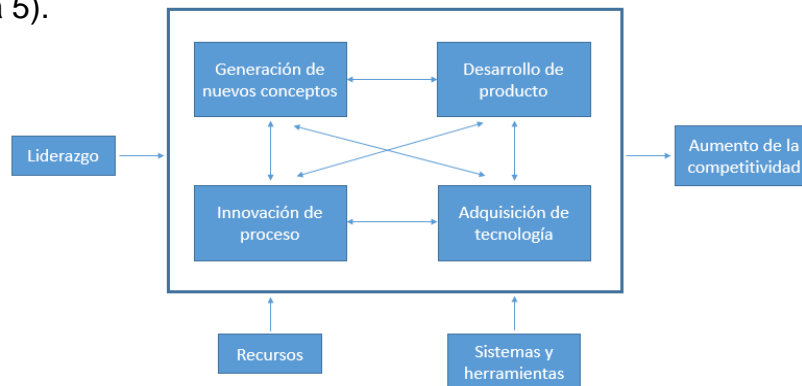 5).
Generación de
nuevos conceptos
Desarrollo de
producto
Liderazgo
Aumento de la
competitividad
Innovación de
proceso
Adquisición de
tecnología
Recursos
Sistemas y
herramientas